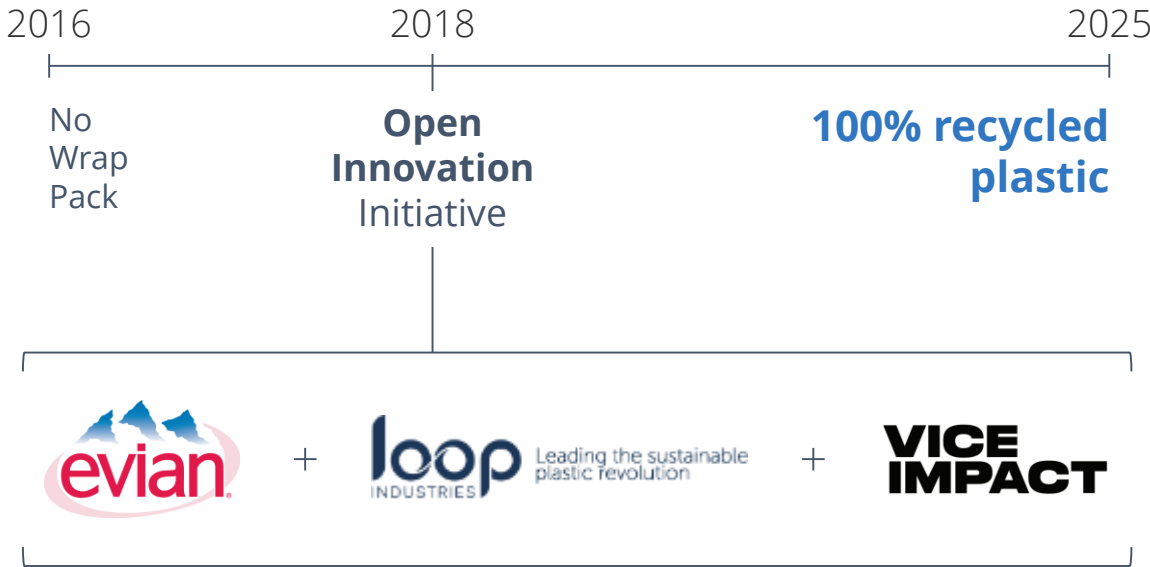 2016
2018
2025
No
Wrap
Pack
Open
Innovation
Initiative
100% recycled
plastic
evian®
+
loop
INDUSTRIES
Leading the sustainable
plastic revolution
+
VICE
IMPACT